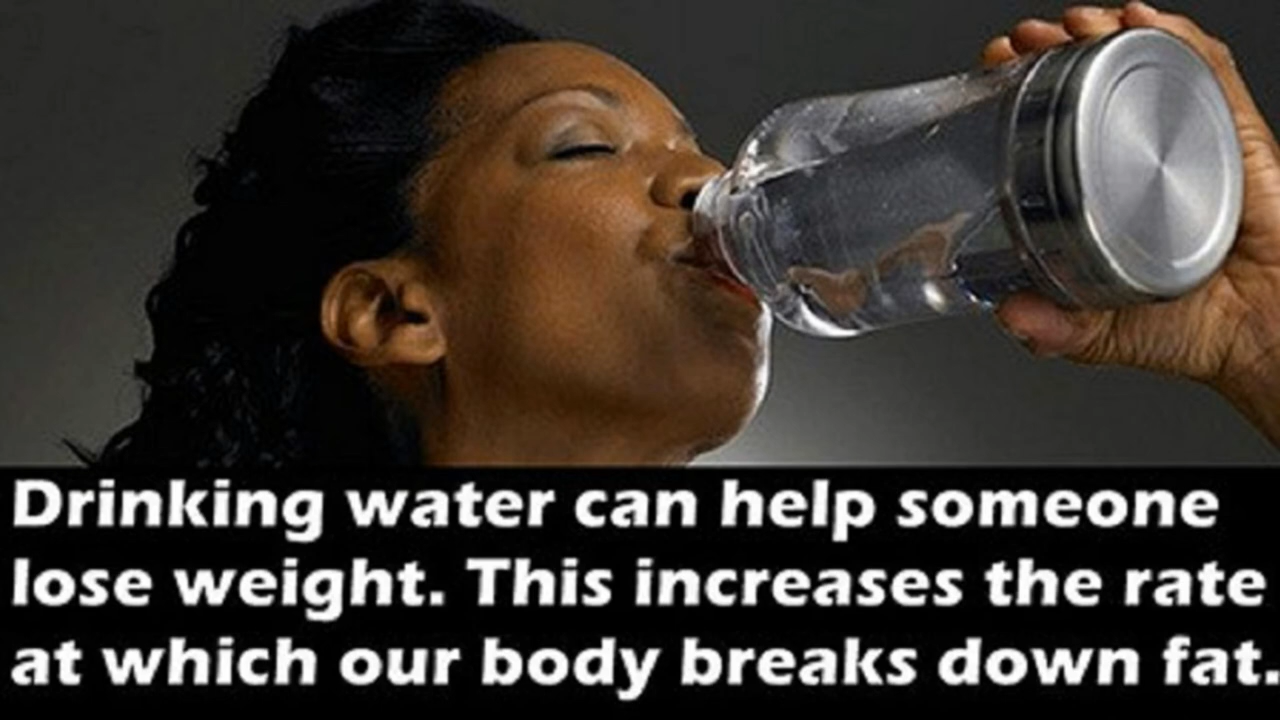 Drinking water can help someone
lose weight. This increases the rate
at which our body breaks down fat.